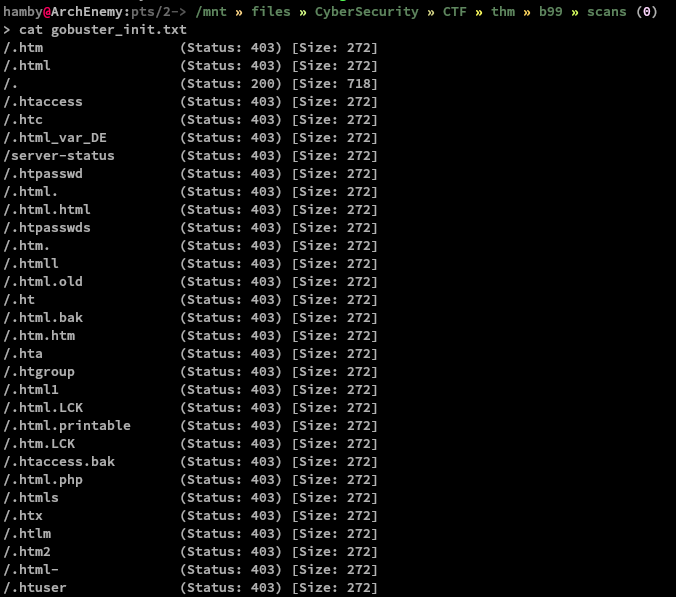 hamby@ArchEnemy:pts/2-> /mnt » files » CyberSecurity » CTF » thm » b99 » scans (0)
> cat gobuster_init.txt
/.htm (Status: 403) [Size: 272]
/.html (Status: 403) [Size: 272]
/. (Status: 200) [Size: 718]
/.htaccess (Status: 403) [Size: 272]
/.htc (Status: 403) [Size: 272]
/.html_var_DE (Status: 403) [Size: 272]
/server-status (Status: 403) [Size: 272]
/.htpasswd (Status: 403) [Size: 272]
/.html. (Status: 403) [Size: 272]
/.html.html (Status: 403) [Size: 272]
/.htpasswds (Status: 403) [Size: 272]
/.htm. (Status: 403) [Size: 272]
/.htmll (Status: 403) [Size: 272]
/.html.old (Status: 403) [Size: 272]
/.ht (Status: 403) [Size: 272]
/.html.bak (Status: 403) [Size: 272]
/.htm.htm (Status: 403) [Size: 272]
/.hta (Status: 403) [Size: 272]
/.htgroup (Status: 403) [Size: 272]
/.html1 (Status: 403) [Size: 272]
/.html.LCK (Status: 403) [Size: 272]
/.html.printable (Status: 403) [Size: 272]
/.htm.LCK (Status: 403) [Size: 272]
/.htaccess.bak (Status: 403) [Size: 272]
/.html.php (Status: 403) [Size: 272]
/.htmls (Status: 403) [Size: 272]
/.htx (Status: 403) [Size: 272]
/.htlm (Status: 403) [Size: 272]
/.htm2 (Status: 403) [Size: 272]
/.html- (Status: 403) [Size: 272]
/.htuser (Status: 403) [Size: 272]